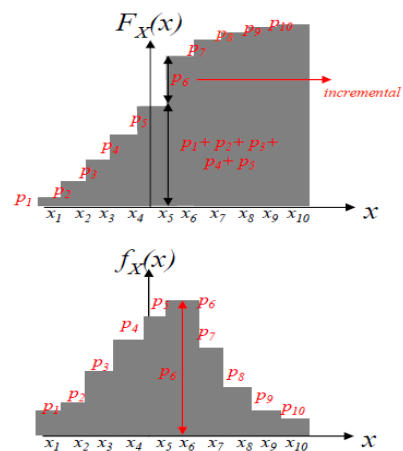 F_X(x)
p_7 p_8 p_9 p_10
p_6
incremental
p_5
p_1+ p_2+ p_3+
p_4+ p_5
p_4
p_3
p_1 p_2
x_1 x_2 x_3 x_4 x_5 x_6 x_7 x_8 x_9 x_10 x
f_X(x)
p_5 p_6
p_4
p_7
p_3
p_6
p_8
p_1 p_2
p_9
p_10
x_1 x_2 x_3 x_4 x_5 x_6 x_7 x_8 x_9 x_10 x